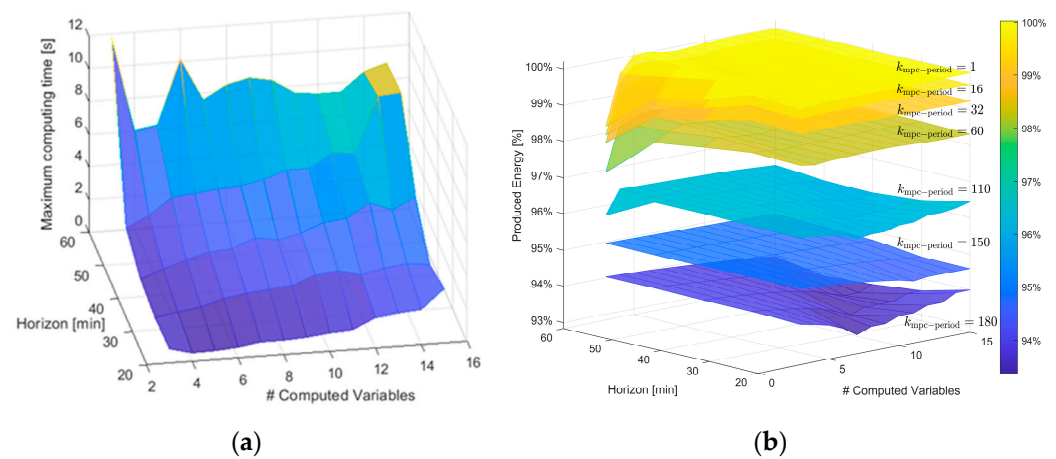 Maximum computing time [s]
12
10
8
6
4
2
0
60
50
40
30
20
Horizon [min]
2
4
6
8
10
12
14
16
# Computed Variables
(a)
Produced Energy [%]
100%
99%
98%
97%
96%
95%
94%
93%
60
50
40
30
20
Horizon [min]
0
5
10
15
# Computed Variables
k_mpc−period = 1
k_mpc−period = 16
k_mpc−period = 32
k_mpc−period = 60
k_mpc−period = 110
k_mpc−period − 150
k_mpc−period = 180
100%
99%
98%
97%
96%
95%
94%
(b)